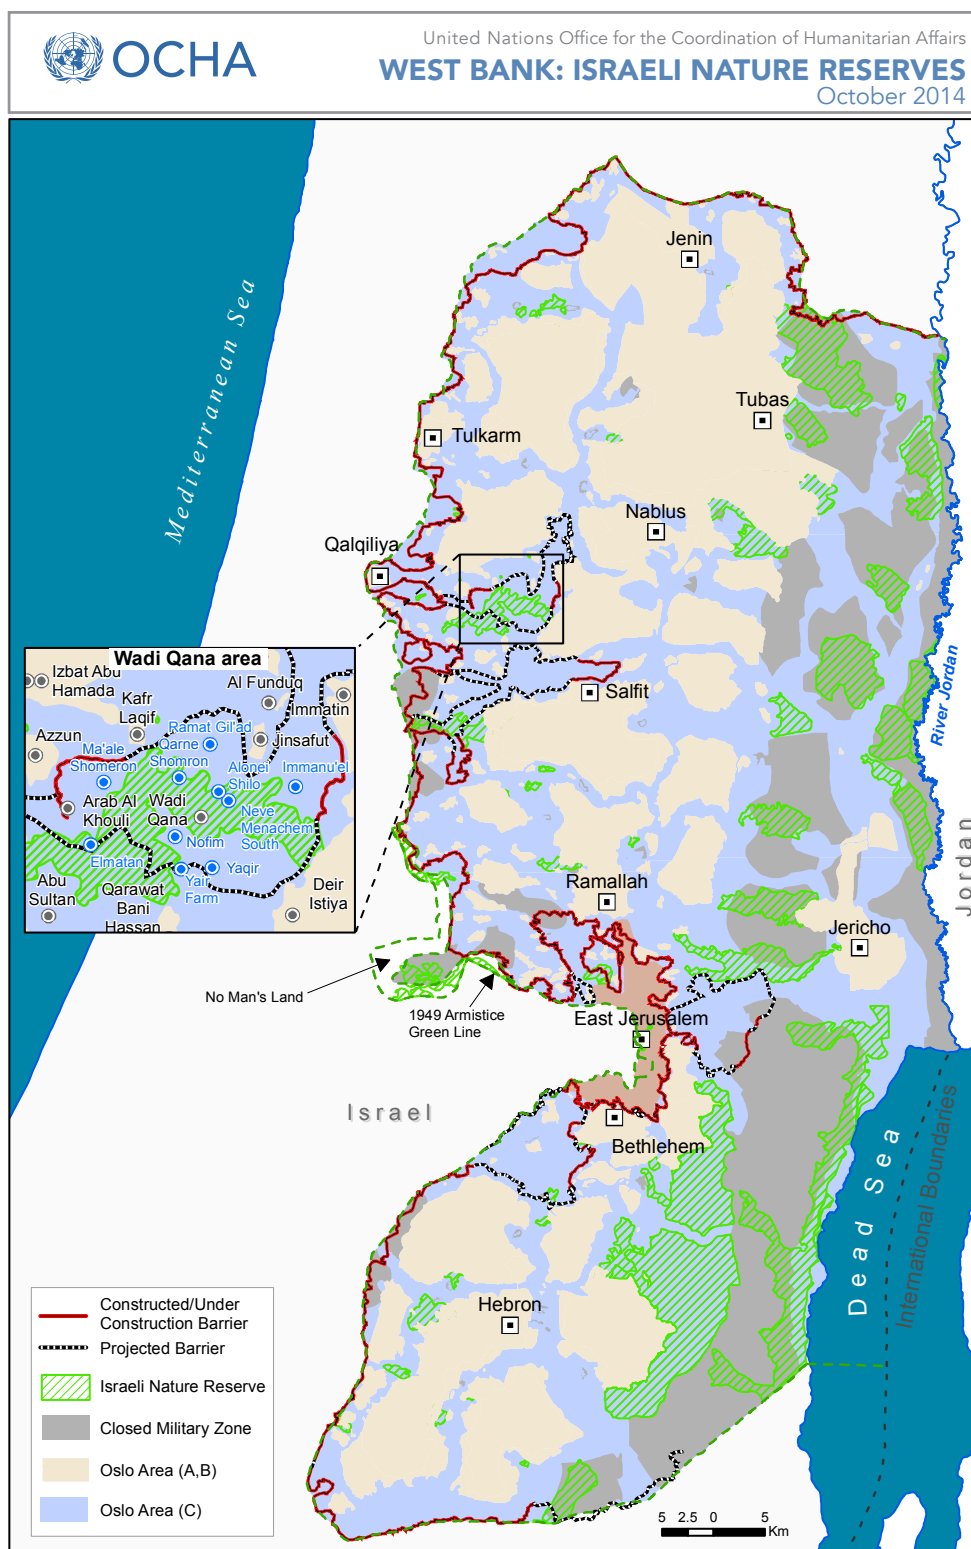 OCHA
United Nations Office for the Coordination of Humanitarian Affairs
WEST BANK: ISRAELI NATURE RESERVES
October 2014
Mediterranean Sea
Jenin
Tubas
Tulkarm
Nablus
Qalqiliya
Salfit
River Jordan
Jordan
Wadi Qana area
Izbat Abu
Hamada
Al Funduq
Kafr
Laqif
Immatin
Azzun
Ramat Gil'ad
Qarne
Shomron
Jinsafut
Ma'ale
Shomeron
Alonei
Shilo
Immanu'el
Arab Al
Khouli
Wadi
Qana
Neve
Menachem
South
Nofim
Elmatan
Yaqir
Yair
Farm
Abu
Sultan
Qarawat
Bani
Hassan
Deir
Istiya
Ramallah
Jericho
No Man's Land
1949 Armistice
Green Line
East Jerusalem
Israel
Bethlehem
Dead Sea
International Boundaries
Hebron
Constructed/Under
Construction Barrier
Projected Barrier
Israeli Nature Reserve
Closed Military Zone
Oslo Area (A,B)
Oslo Area (C)
5 2.5 0 5
Km